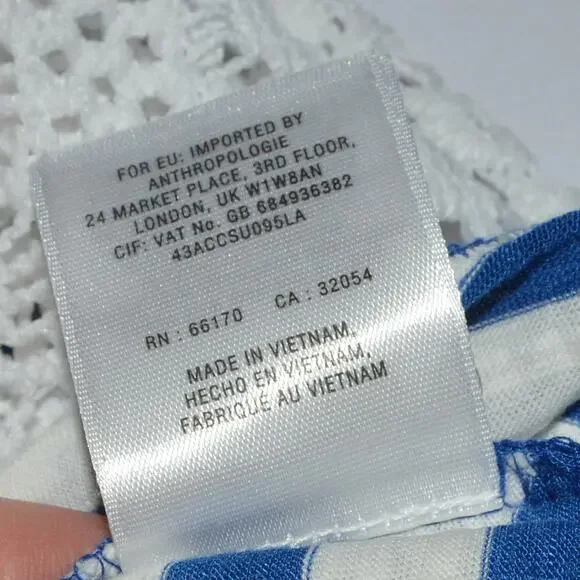 FOR EU: IMPORTED BY
ANTHROPOLOGIE
24 MARKET PLACE, 3RD FLOOR,
LONDON, UK W1W8AN
CIF: VAT No. GB 684936382
43ACCSU095LA
RN : 66170 CA : 32054
MADE IN VIETNAM,
HECHO EN VIETNAM,
FABRIQUÉ AU VIETNAM